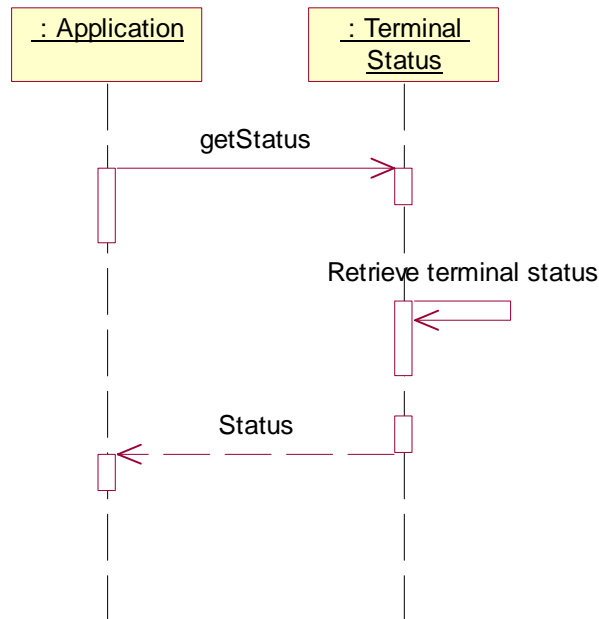 : Application
: Terminal
Status
getStatus
Retrieve terminal status
Status